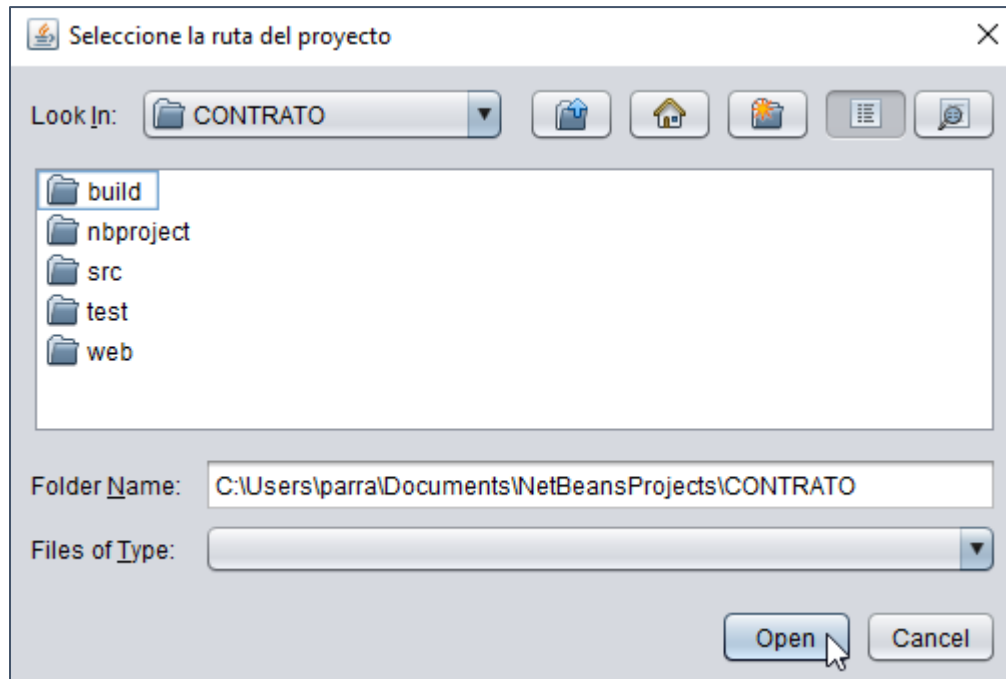 Seleccione la ruta del proyecto
Look In: CONTRATO
build
nbproject
src
test
web
Folder Name: C:\Users\parra\Documents\NetBeansProjects\CONTRATO
Files of Type:
Open Cancel